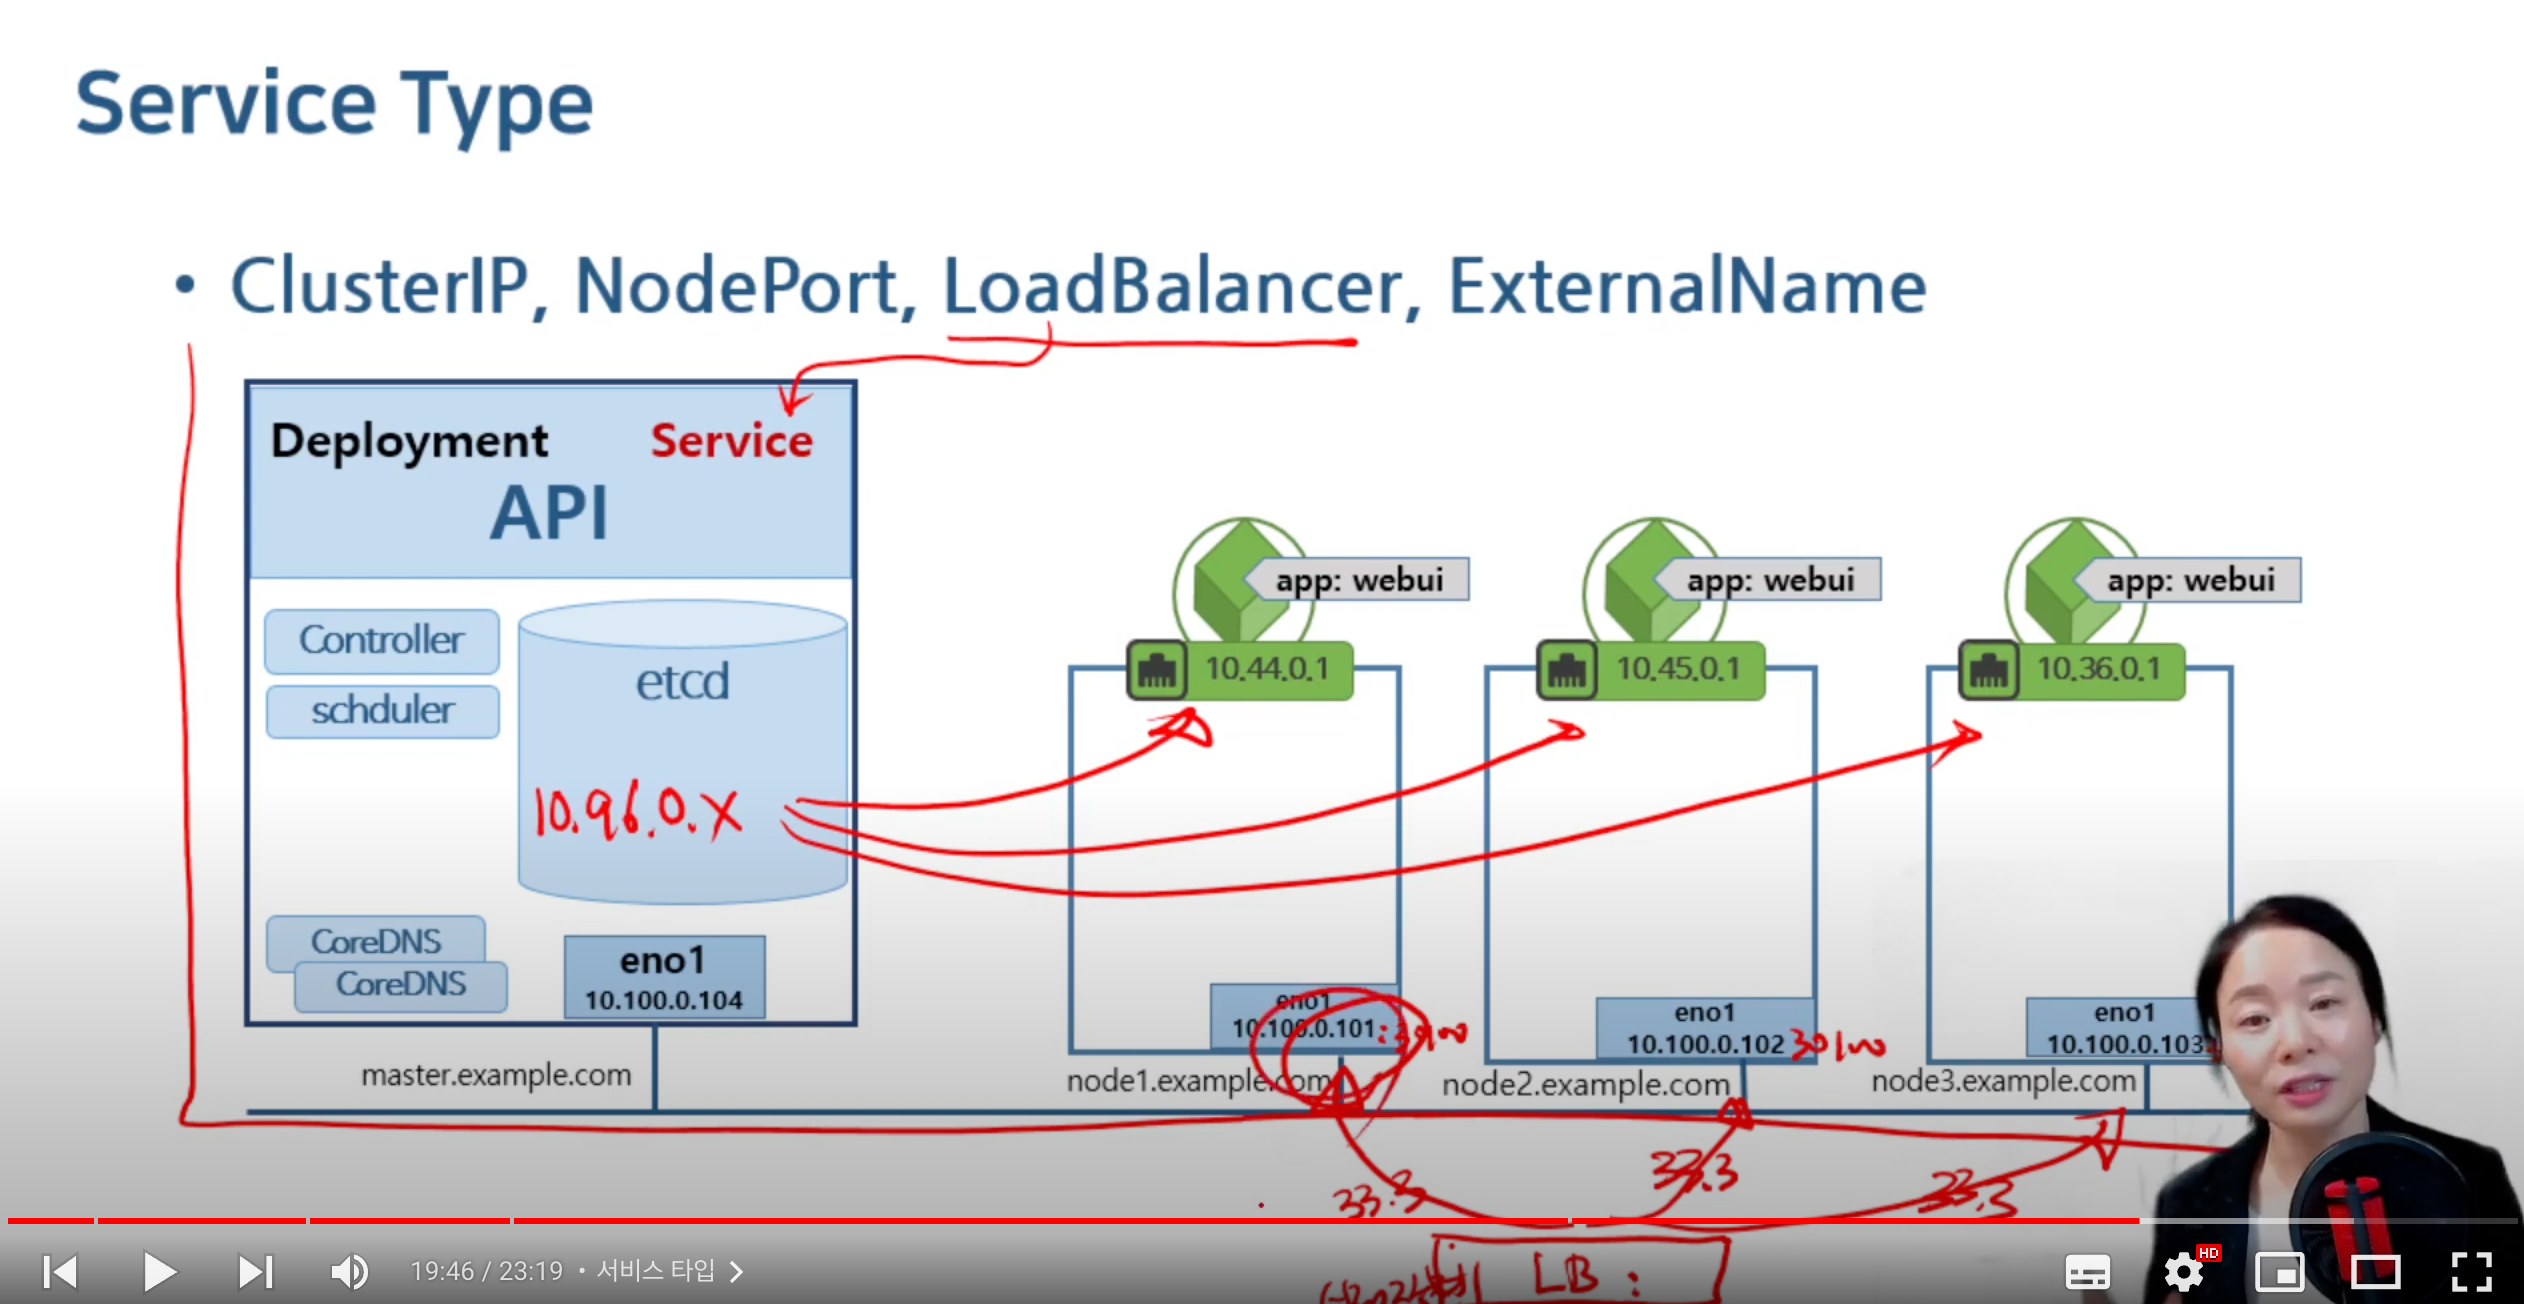 Service Type
• ClusterIP, NodePort, LoadBalancer, ExternalName
Deployment Service
API
Controller
schduler
etcd
10.96.0.X
CoreDNS
CoreDNS
eno1
10.100.0.104
master.example.com
app: webui
10.44.0.1
eno1
10.100.0.101
node1.example.com
app: webui
10.45.0.1
eno1
10.100.0.102
node2.example.com
app: webui
10.36.0.1
eno1
10.100.0.103
node3.example.com
33.3
33.3
33.3
LB :
19:46 / 23:19 • 서비스 타입
HD